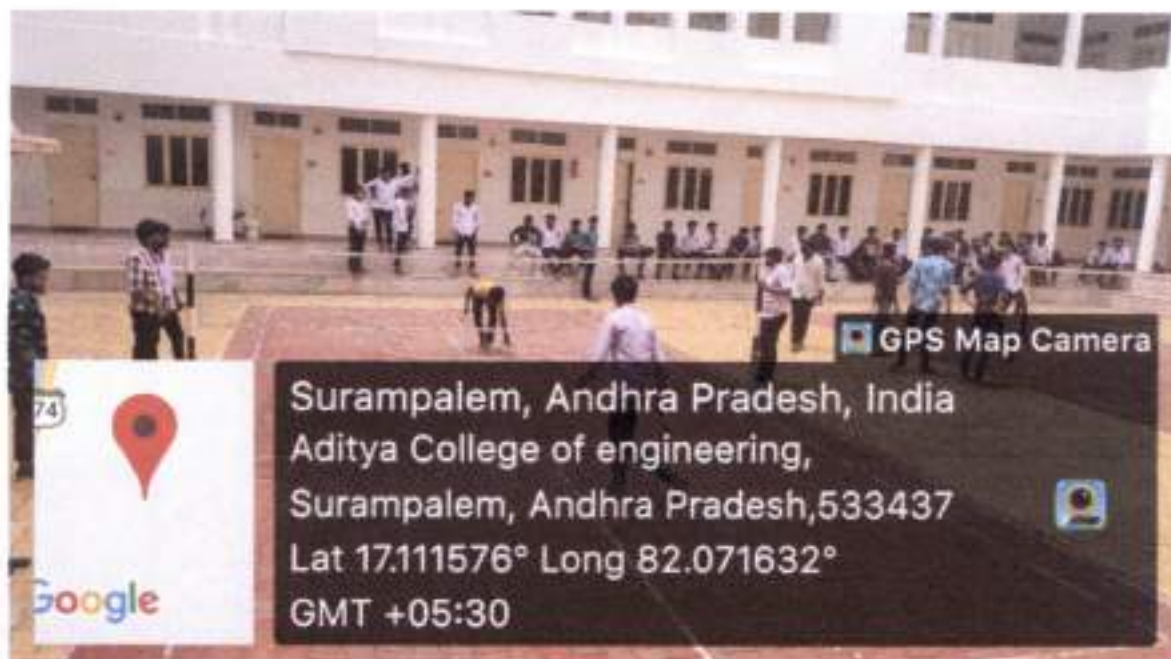 GPS Map Camera
Surampalem, Andhra Pradesh, India
Aditya College of engineering,
Surampalem, Andhra Pradesh,533437
Lat 17.111576° Long 82.071632°
GMT +05:30
74
Google